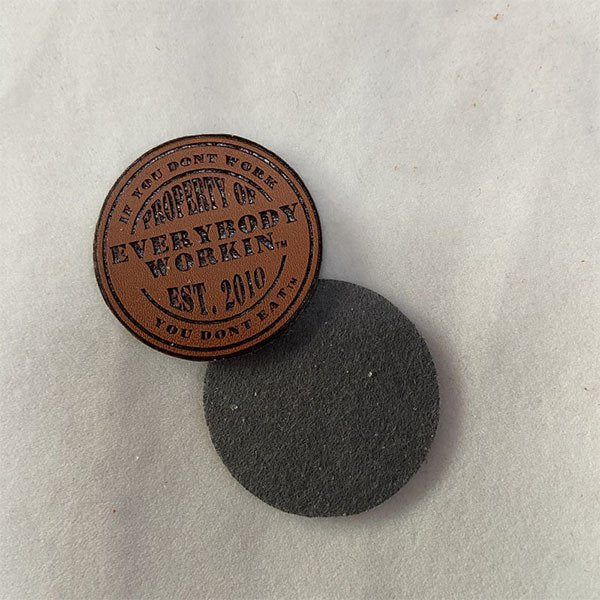 IF YOU DONT WORK
PROPERTY OF
EVERYBODY
WORKIN™
EST. 2010
YOU DONT EAT™